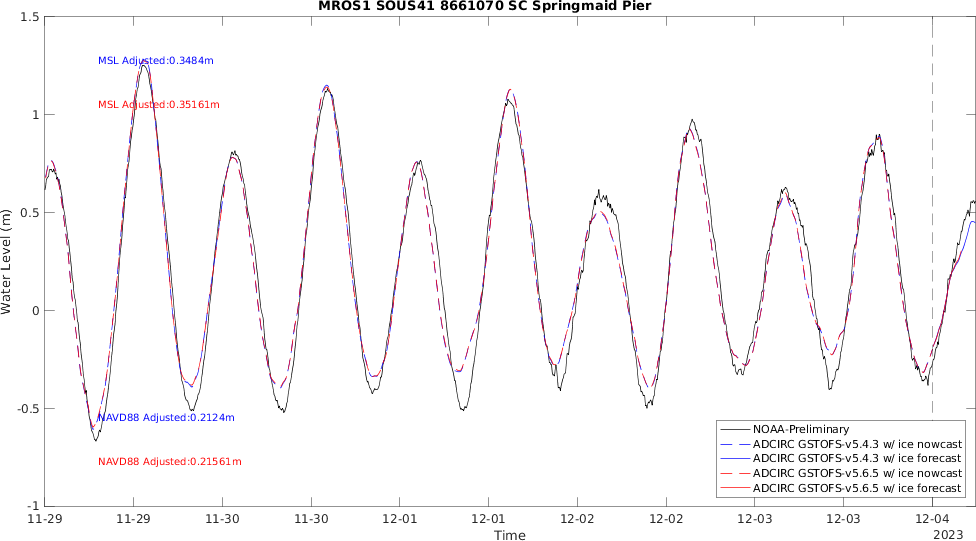 MROS1 SOUS41 8661070 SC Springmaid Pier
1.5
1
0.5
0
-0.5
-1
Water Level (m)
MSL Adjusted:0.3484m
MSL Adjusted:0.35161m
NAVD88 Adjusted:0.2124m
NAVD88 Adjusted:0.21561m
NOAA-Preliminary
ADCIRC GSTOFS-v5.4.3 w/ ice nowcast
ADCIRC GSTOFS-v5.4.3 w/ ice forecast
ADCIRC GSTOFS-v5.6.5 w/ ice nowcast
ADCIRC GSTOFS-v5.6.5 w/ ice forecast
11-29 11-29 11-30 11-30 12-01 12-01 12-02 12-02 12-03 12-03 12-04
2023
Time